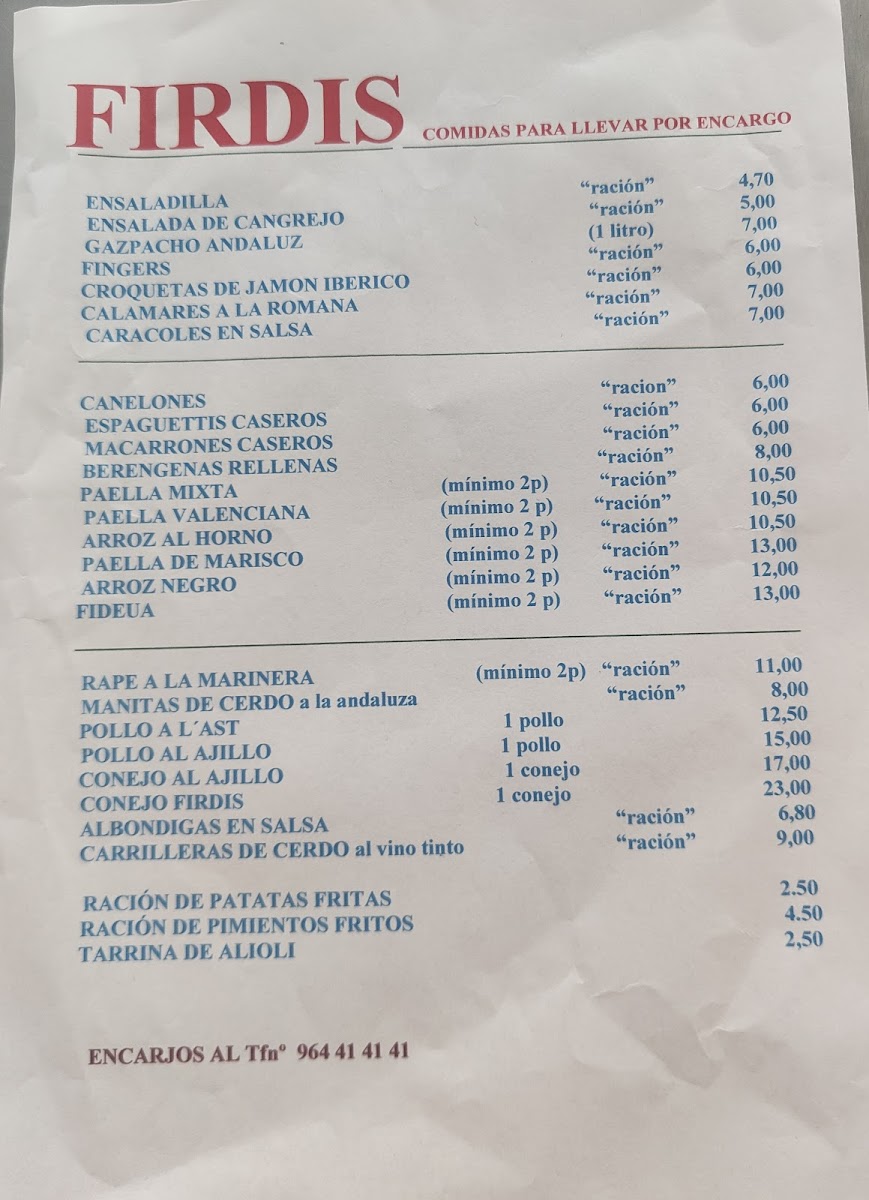 FIRDIS COMIDAS PARA LLEVAR POR ENCARGO
ENSALADILLA “ración” 4,70
ENSALADA DE CANGREJO “ración” 5,00
GAZPACHO ANDALUZ (1 litro) 7,00
FINGERS “ración” 6,00
CROQUETAS DE JAMON IBERICO “ración” 6,00
CALAMARES A LA ROMANA “ración” 7,00
CARACOLES EN SALSA “ración” 7,00
CANELONES “racion” 6,00
ESPAGUETTIS CASEROS “ración” 6,00
MACARRONES CASEROS “ración” 6,00
BERENGENAS RELLENAS “ración” 8,00
PAELLA MIXTA (mínimo 2p) “ración” 10,50
PAELLA VALENCIANA (mínimo 2 p) “ración” 10,50
ARROZ AL HORNO (mínimo 2 p) “ración” 10,50
PAELLA DE MARISCO (mínimo 2 p) “ración” 13,00
ARROZ NEGRO (mínimo 2 p) “ración” 12,00
FIDEUA (mínimo 2 p) “ración” 13,00
RAPE A LA MARINERA (mínimo 2p) “ración” 11,00
MANITAS DE CERDO a la andaluza “ración” 8,00
POLLO A L´AST 1 pollo 12,50
POLLO AL AJILLO 1 pollo 15,00
CONEJO AL AJILLO 1 conejo 17,00
CONEJO FIRDIS 1 conejo 23,00
ALBONDIGAS EN SALSA “ración” 6,80
CARRILLERAS DE CERDO al vino tinto “ración” 9,00
RACIÓN DE PATATAS FRITAS 2.50
RACIÓN DE PIMIENTOS FRITOS 4.50
TARRINA DE ALIOLI 2,50
ENCARJOS AL Tfnº 964 41 41 41